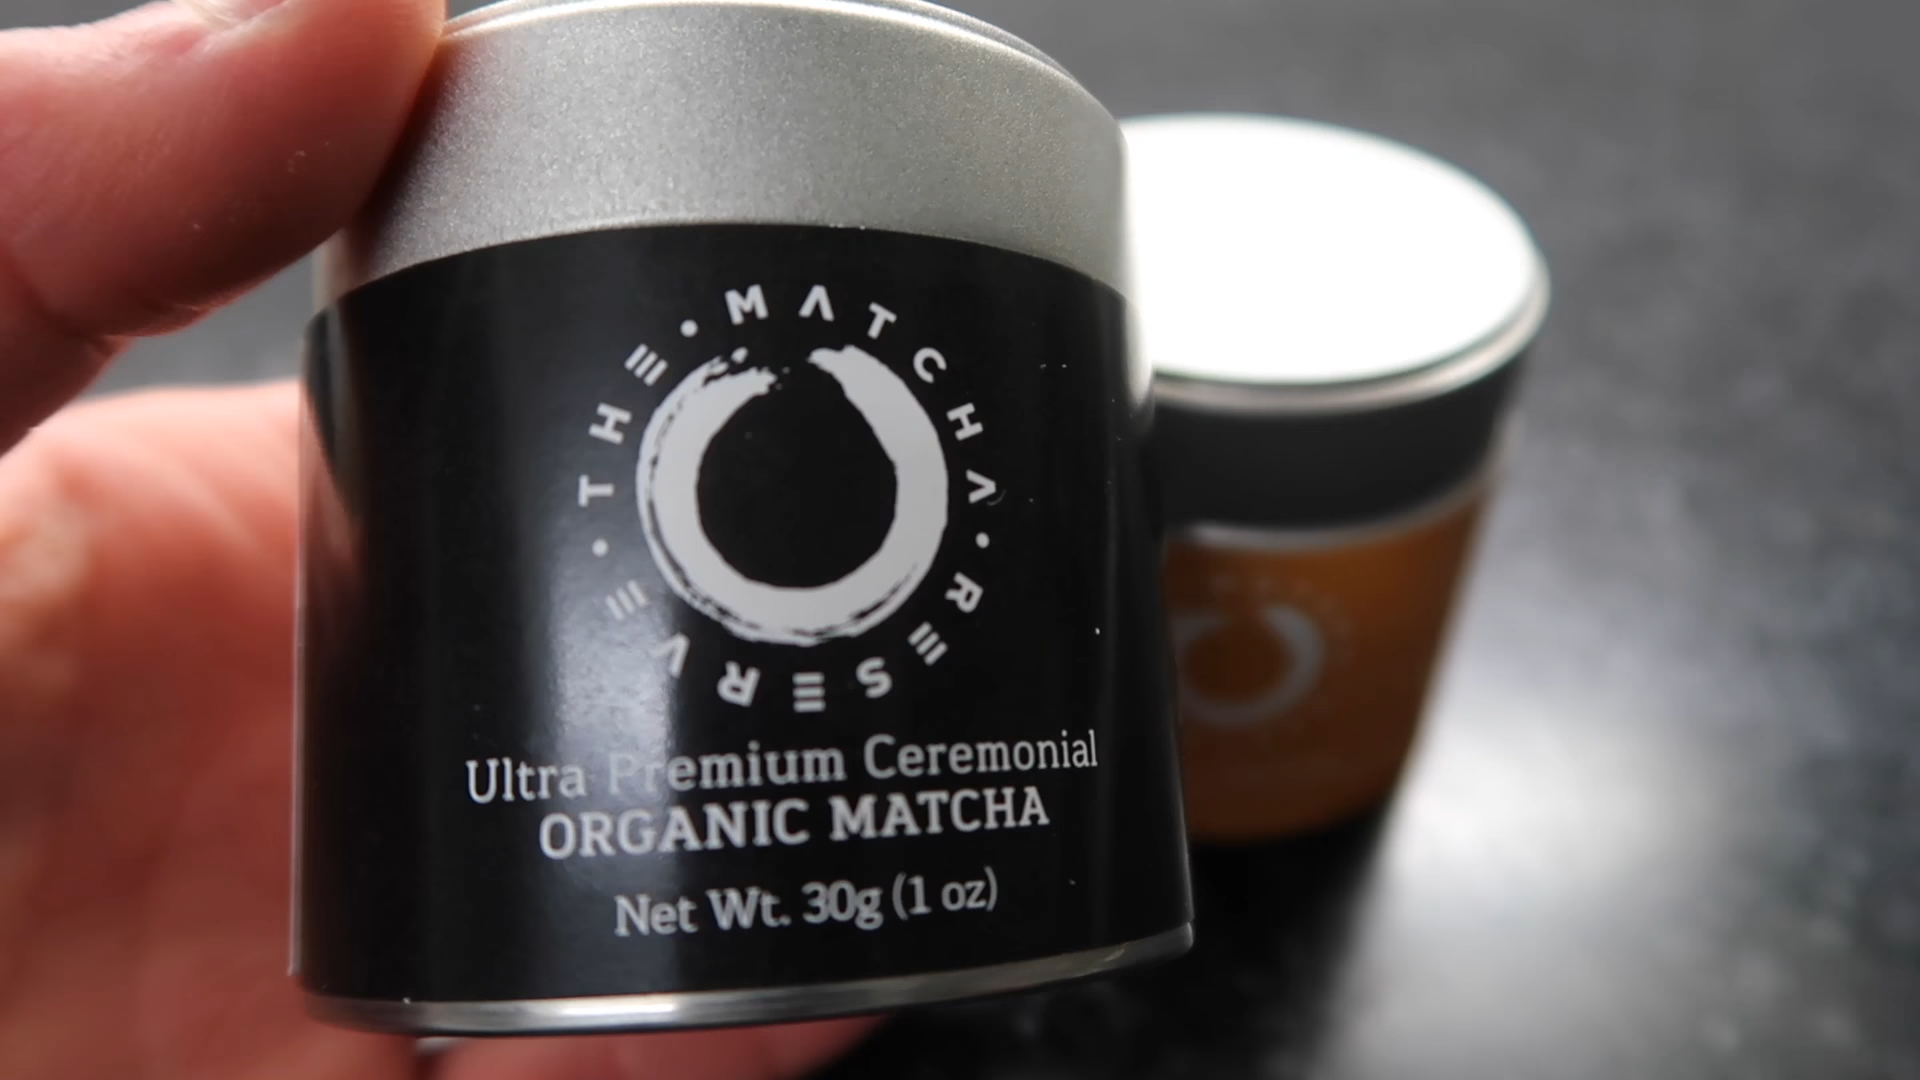 THE • MATCHA • RESERVE •
Ultra Premium Ceremonial
ORGANIC MATCHA
Net Wt. 30g (1 oz)